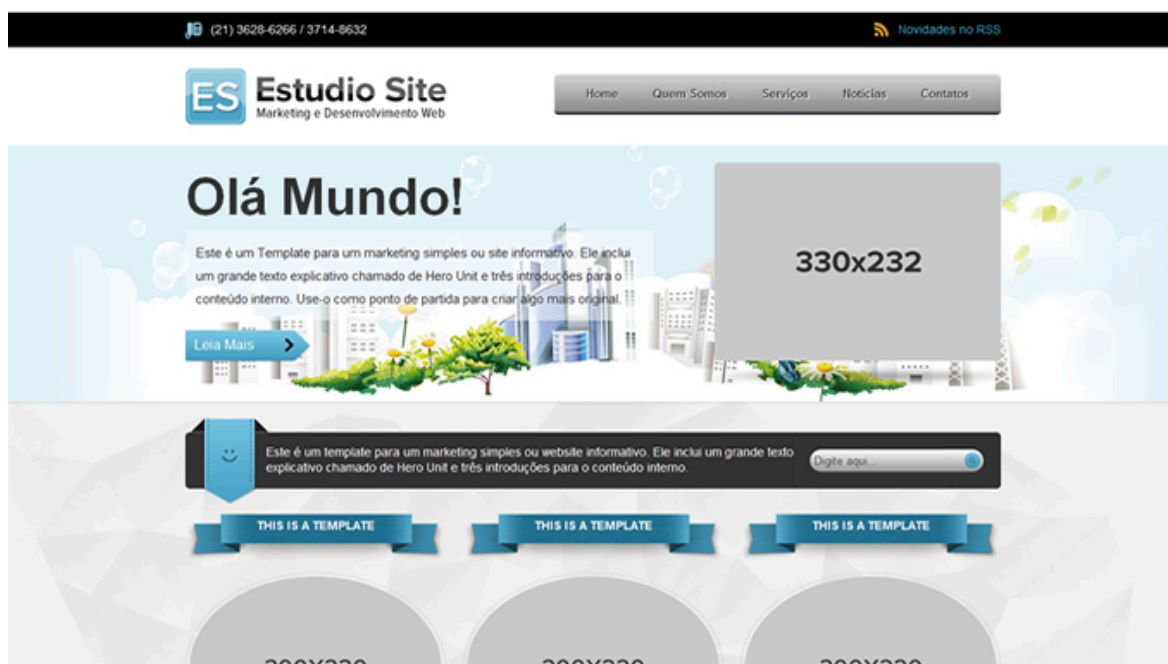 (21) 3628-6266 / 3714-8632
Novidades no RSS
ES
Estudio Site
Marketing e Desenvolvimento Web
Home
Quem Somos
Serviços
Notícias
Contatos
Olá Mundo!
Este é um Template para um marketing simples ou site informativo. Ele inclui
um grande texto explicativo chamado de Hero Unit e três introduções para o
conteúdo interno. Use-o como ponto de partida para criar algo mais original.
Leia Mais
330x232
Este é um template para um marketing simples ou website informativo. Ele inclui um grande texto
explicativo chamado de Hero Unit e três introduções para o conteúdo interno.
Digite aqui...
THIS IS A TEMPLATE
THIS IS A TEMPLATE
THIS IS A TEMPLATE